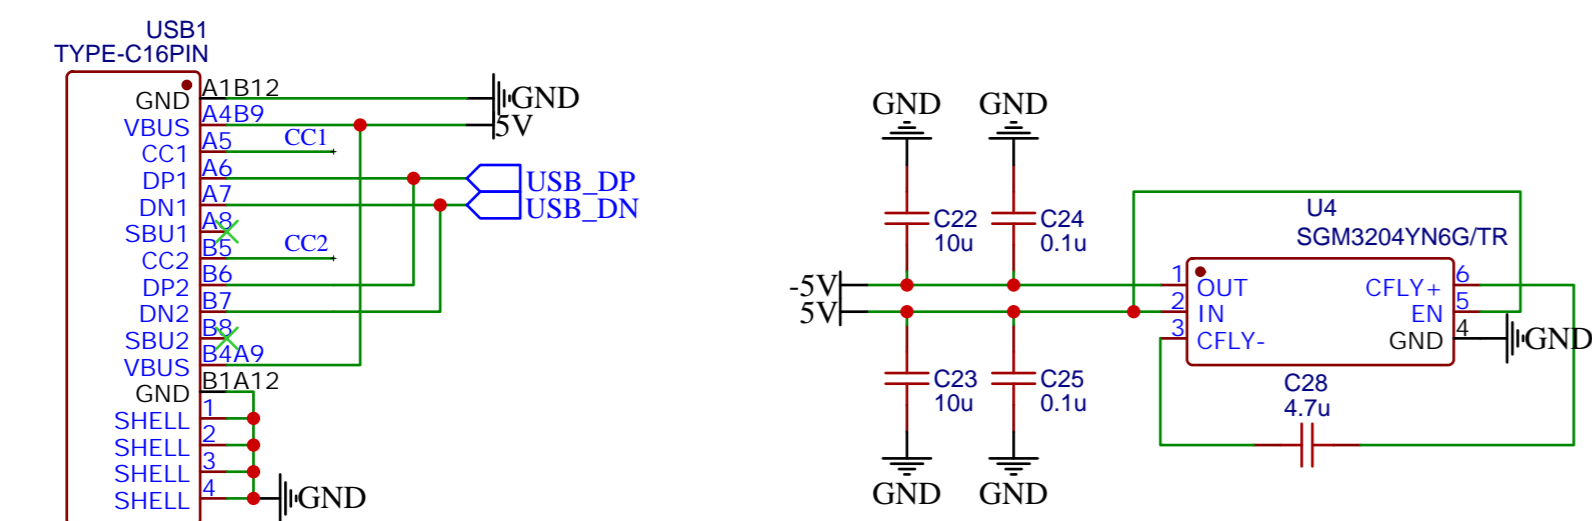 USB1
TYPE-C16PIN
GND A1B12 GND
VBUS A4B9 5V
CC1 A5 CC1
DP1 A6 USB_DP
DN1 A7 USB_DN
SBU1 A8
CC2 B5 CC2
DP2 B6
DN2 B7
SBU2 B8
VBUS B4A9
GND B1A12
SHELL 1
SHELL 2
SHELL 3
SHELL 4 GND
GND GND
C22 10u
C24 0.1u
-5V
5V
C23 10u
C25 0.1u
GND GND
U4
SGM3204YN6G/TR
1 OUT CFLY+ 6
2 IN EN 5
3 CFLY- GND 4 GND
C28
4.7u